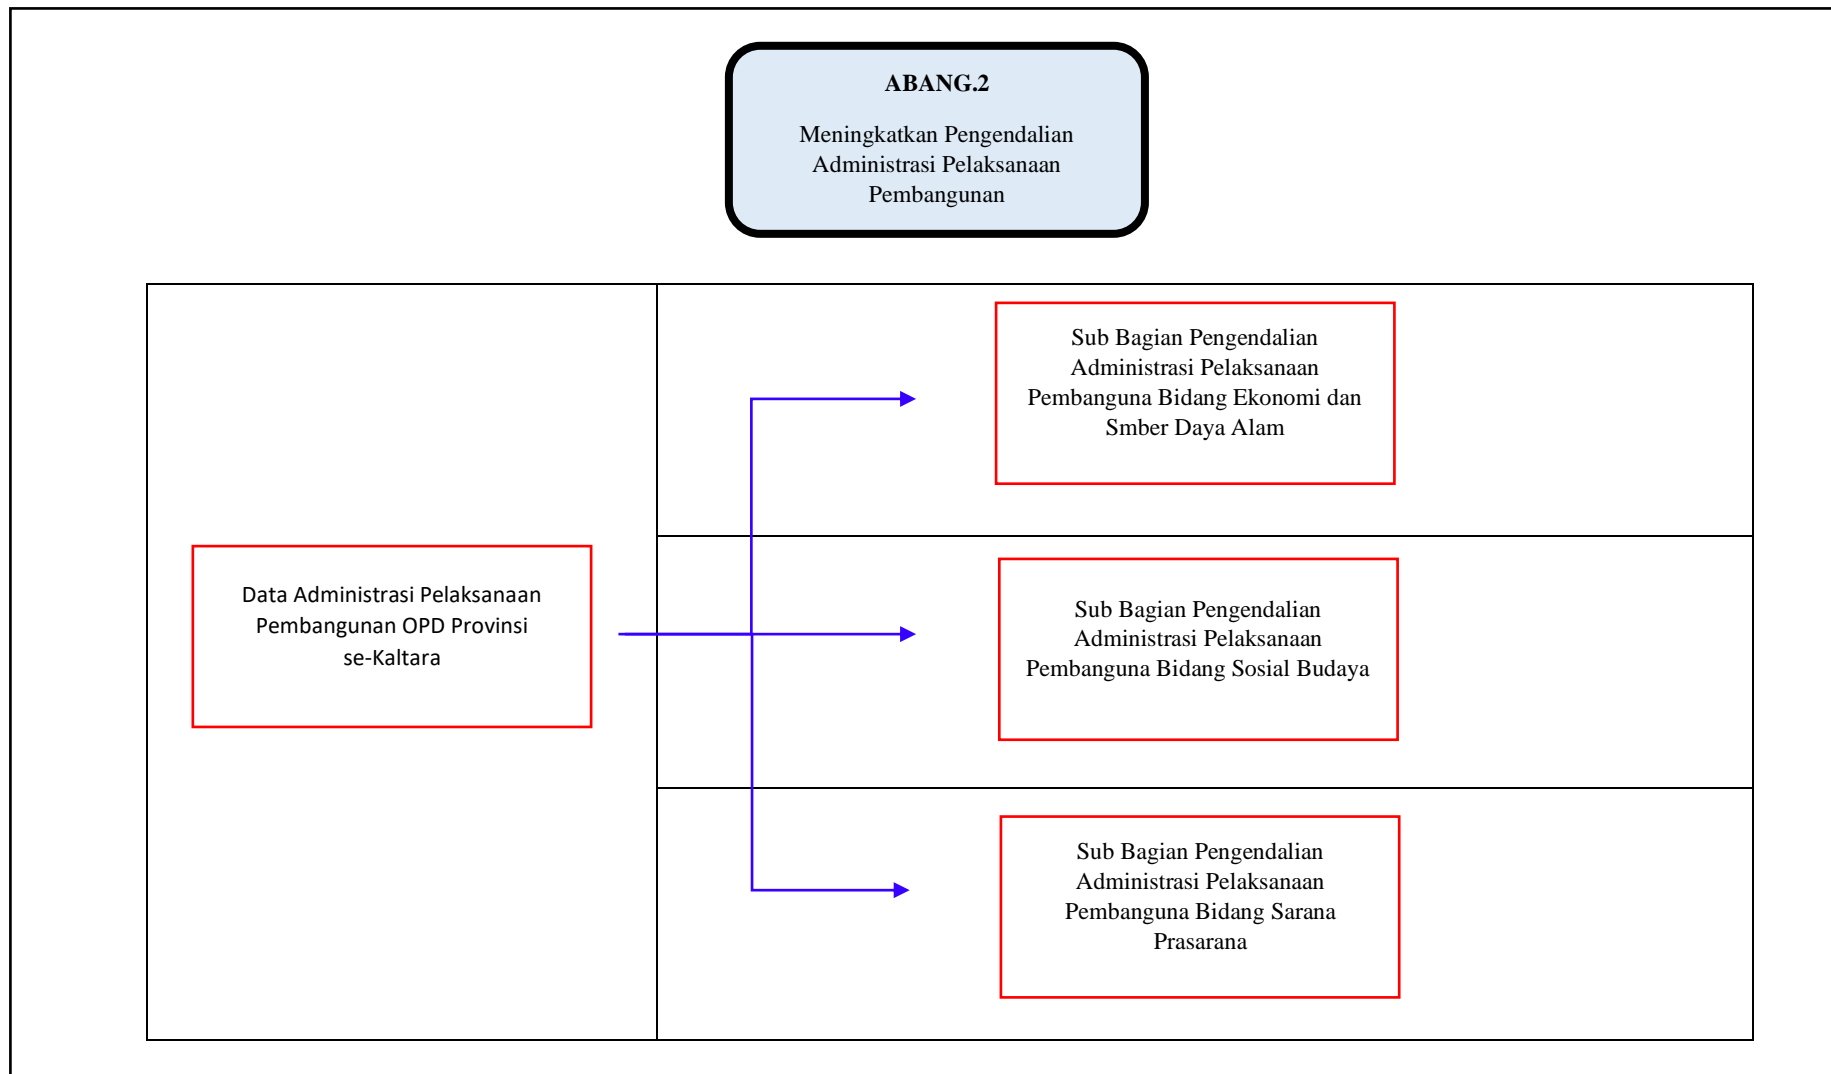 ABANG.2
Meningkatkan Pengendalian
Administrasi Pelaksanaan
Pembangunan
Data Administrasi Pelaksanaan
Pembangunan OPD Provinsi
se-Kaltara
Sub Bagian Pengendalian
Administrasi Pelaksanaan
Pembanguna Bidang Ekonomi dan
Smber Daya Alam
Sub Bagian Pengendalian
Administrasi Pelaksanaan
Pembanguna Bidang Sosial Budaya
Sub Bagian Pengendalian
Administrasi Pelaksanaan
Pembanguna Bidang Sarana
Prasarana